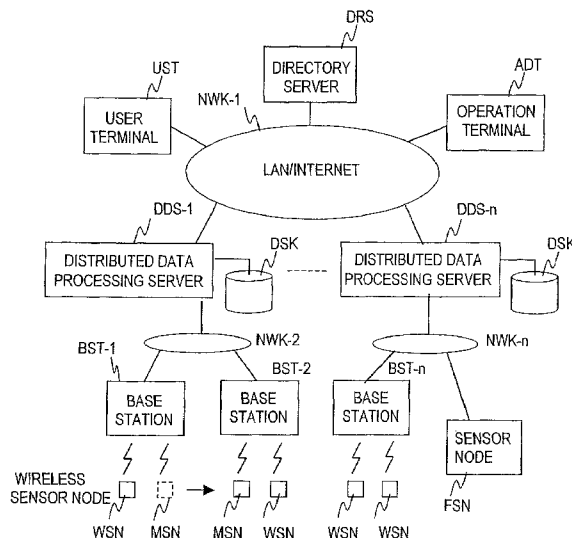 DRS
UST
DIRECTORY
SERVER
ADT
NWK-1
USER
TERMINAL
OPERATION
TERMINAL
LAN/INTERNET
DDS-1
DDS-n
DISTRIBUTED DATA
PROCESSING SERVER
DSK
DISTRIBUTED DATA
PROCESSING SERVER
DSK
NWK-2
NWK-n
BST-1
BST-2
BST-n
BASE
STATION
BASE
STATION
BASE
STATION
SENSOR
NODE
WIRELESS
SENSOR NODE
FSN
WSN
MSN
MSN
WSN
WSN
WSN